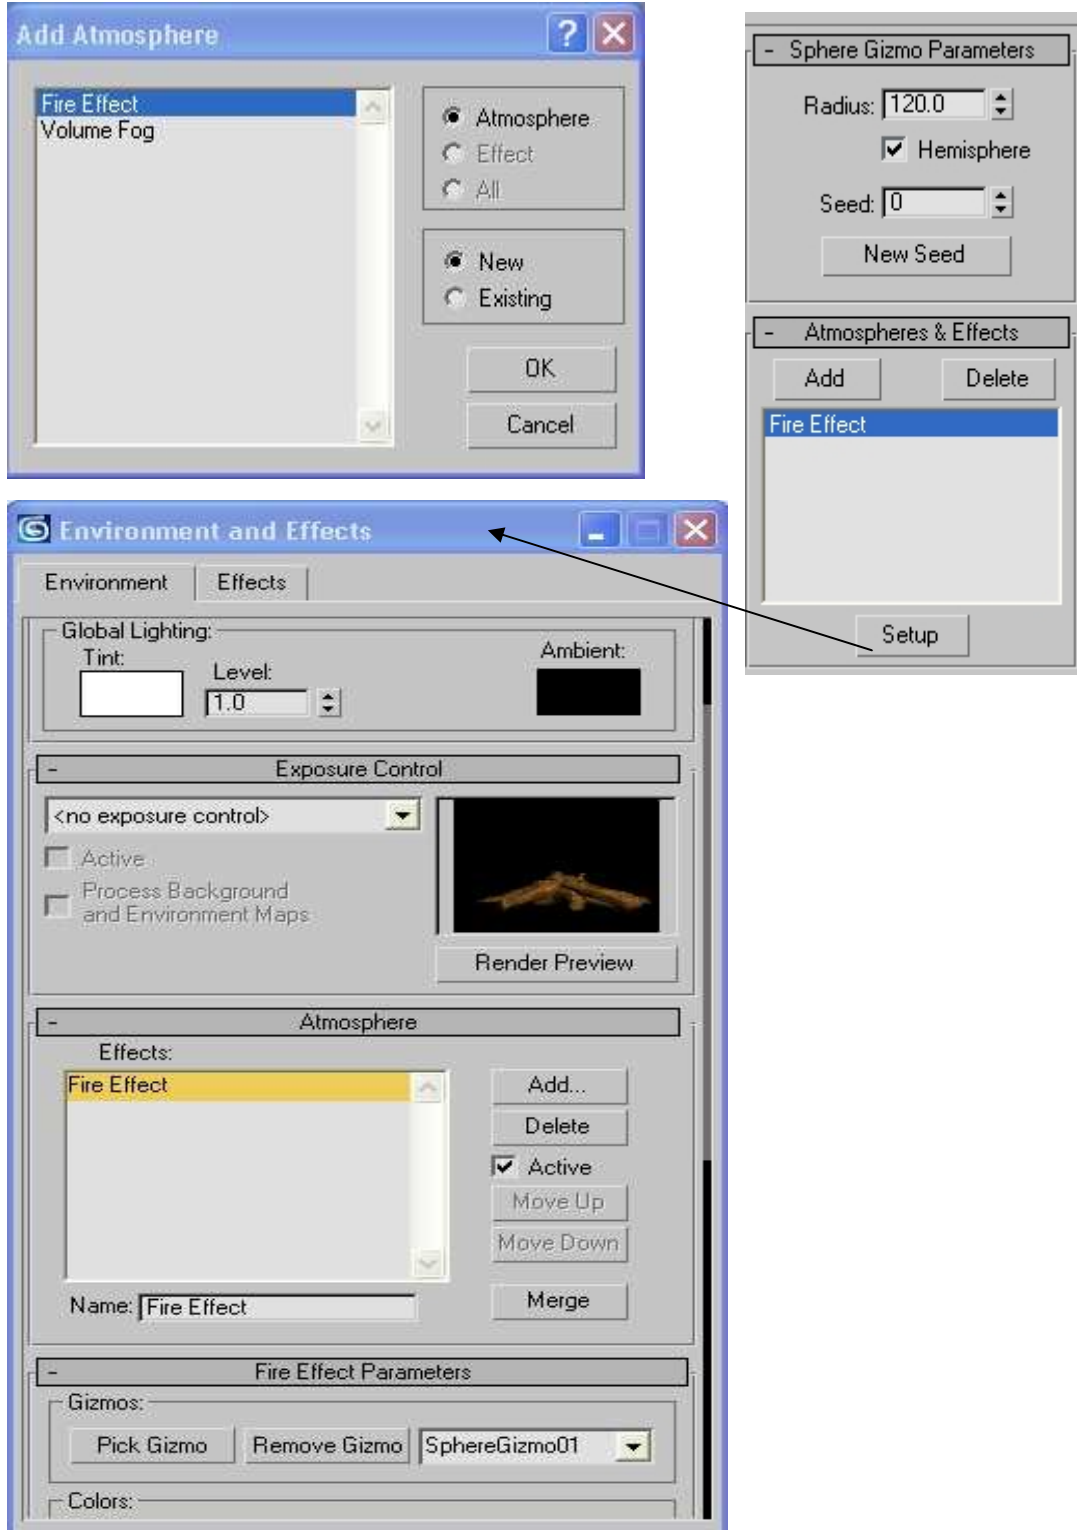 Add Atmosphere
Fire Effect
Volume Fog
Atmosphere
Effect
All
New
Existing
OK
Cancel
- Sphere Gizmo Parameters
Radius: 120.0
Hemisphere
Seed: 0
New Seed
- Atmospheres & Effects
Add Delete
Fire Effect
Setup
Environment and Effects
Environment Effects
Global Lighting:
Tint: Level: Ambient:
1.0
- Exposure Control
<no exposure control>
Active
Process Background
and Environment Maps
Render Preview
- Atmosphere
Effects:
Fire Effect
Add...
Delete
Active
Move Up
Move Down
Name: Fire Effect
Merge
- Fire Effect Parameters
Gizmos:
Pick Gizmo Remove Gizmo SphereGizmo01
Colors: